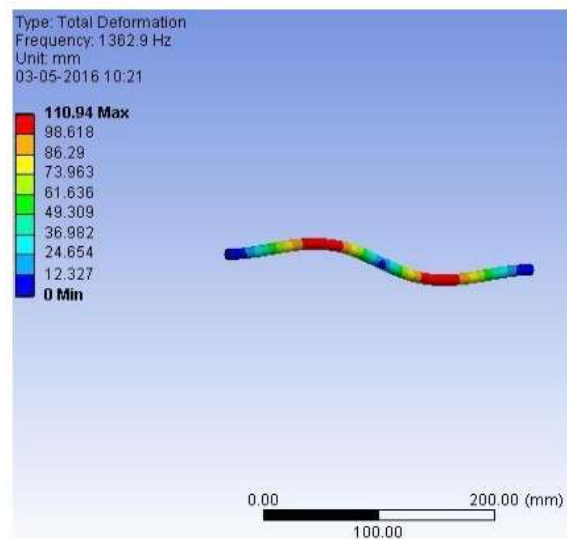 Type: Total Deformation
Frequency: 1362.9 Hz
Unit: mm
03-05-2016 10:21
110.94 Max
98.618
86.29
73.963
61.636
49.309
36.982
24.654
12.327
0 Min
0.00 200.00 (mm)
100.00